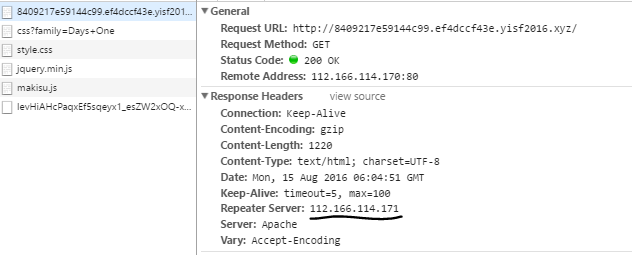 8409217e59144c99.ef4dccf43e.yisf201...
css?family=Days+One
style.css
jquery.min.js
makisu.js
IevHiAHcPaqxEf5sqeyx1_esZW2xOQ-x...
▼ General
Request URL: http://8409217e59144c99.ef4dccf43e.yisf2016.xyz/
Request Method: GET
Status Code: 200 OK
Remote Address: 112.166.114.170:80
▼ Response Headers view source
Connection: Keep-Alive
Content-Encoding: gzip
Content-Length: 1220
Content-Type: text/html; charset=UTF-8
Date: Mon, 15 Aug 2016 06:04:51 GMT
Keep-Alive: timeout=5, max=100
Repeater Server: 112.166.114.171
Server: Apache
Vary: Accept-Encoding